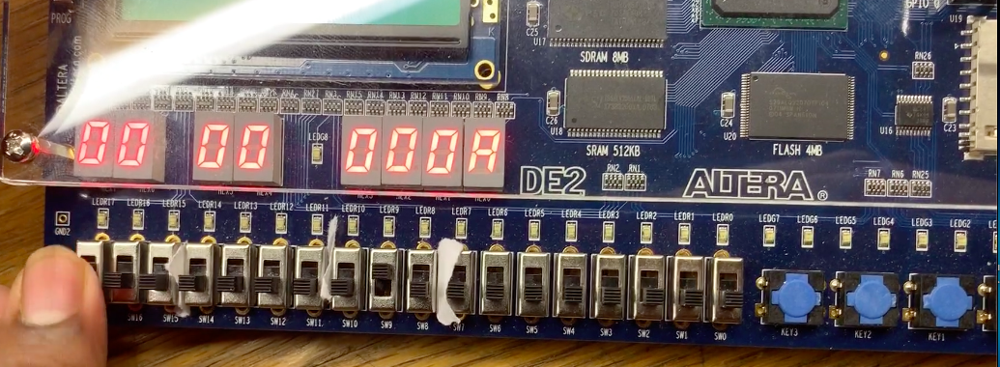 PROG
ALTERA
K
C25
U17
SDRAM 8MB
GPIO 0
U19
RN26
C26
U18
SRAM 512KB
C24
U20
FLASH 4MB
U16
C23
RN15 RN14 RN13 RN12 RN11 RN10 RN9 RN8
00 00 000A
LEDG8
DE2
RN2 RN1
ALTERA®
RN7 RN6 RN25
LEDR17 LEDR16 LEDR15 LEDR14 LEDR13 LEDR12 LEDR11 LEDR10 LEDR9 LEDR8 LEDR7 LEDR6 LEDR5 LEDR4 LEDR3 LEDR2 LEDR1 LEDR0 LEDG7 LEDG6 LEDG5 LEDG4 LEDG3 LEDG2
GND2
SW16 SW15 SW14 SW13 SW12 SW11 SW10 SW9 SW8 SW7 SW6 SW5 SW4 SW3 SW2 SW1 SW0 KEY3 KEY2 KEY1